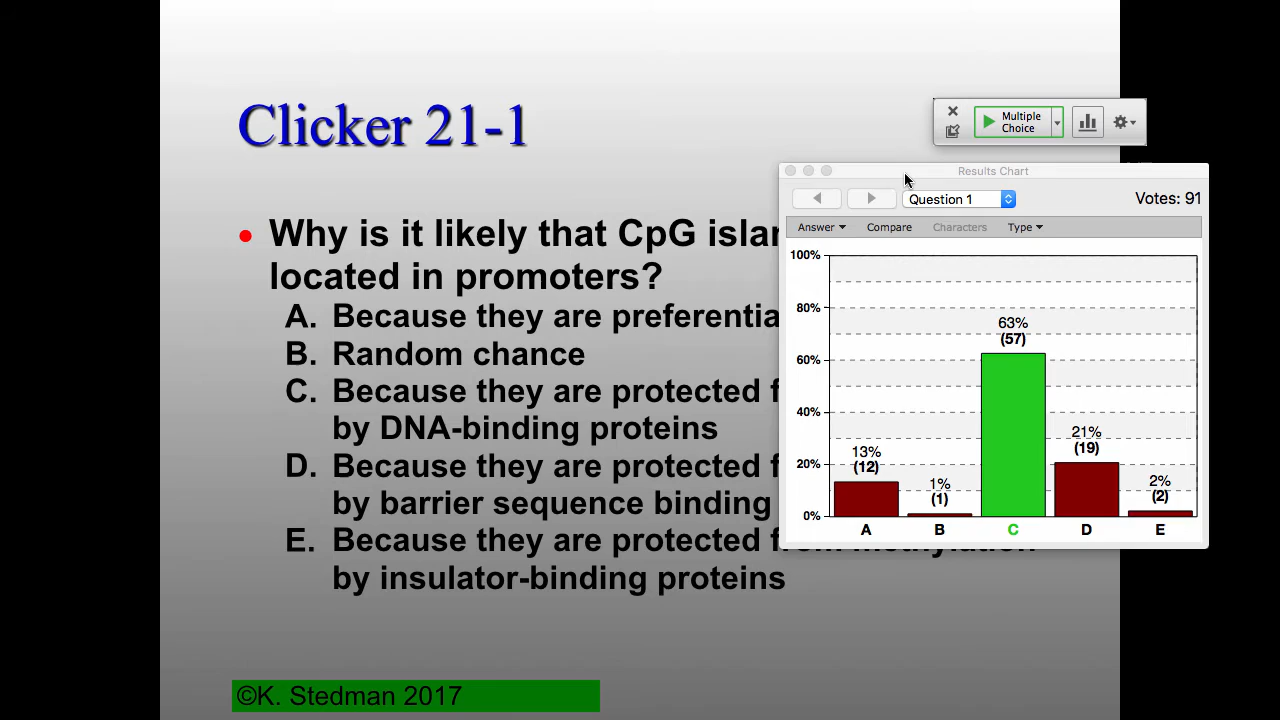 Clicker 21-1
Multiple
Choice
Results Chart
Question 1
Votes: 91
Answer
Compare
Characters
Type
Why is it likely that CpG
located in promoters?
A. Because they are
B. Random chance
C. Because they are protected
by DNA-binding proteins
D. Because they are protected
by barrier sequence binding
E. Because they are protected from methylation
by insulator-binding proteins
100%
80%
60%
40%
20%
0%
13%
(12)
1%
(1)
63%
(57)
21%
(19)
2%
(2)
A B C D E
©K. Stedman 2017